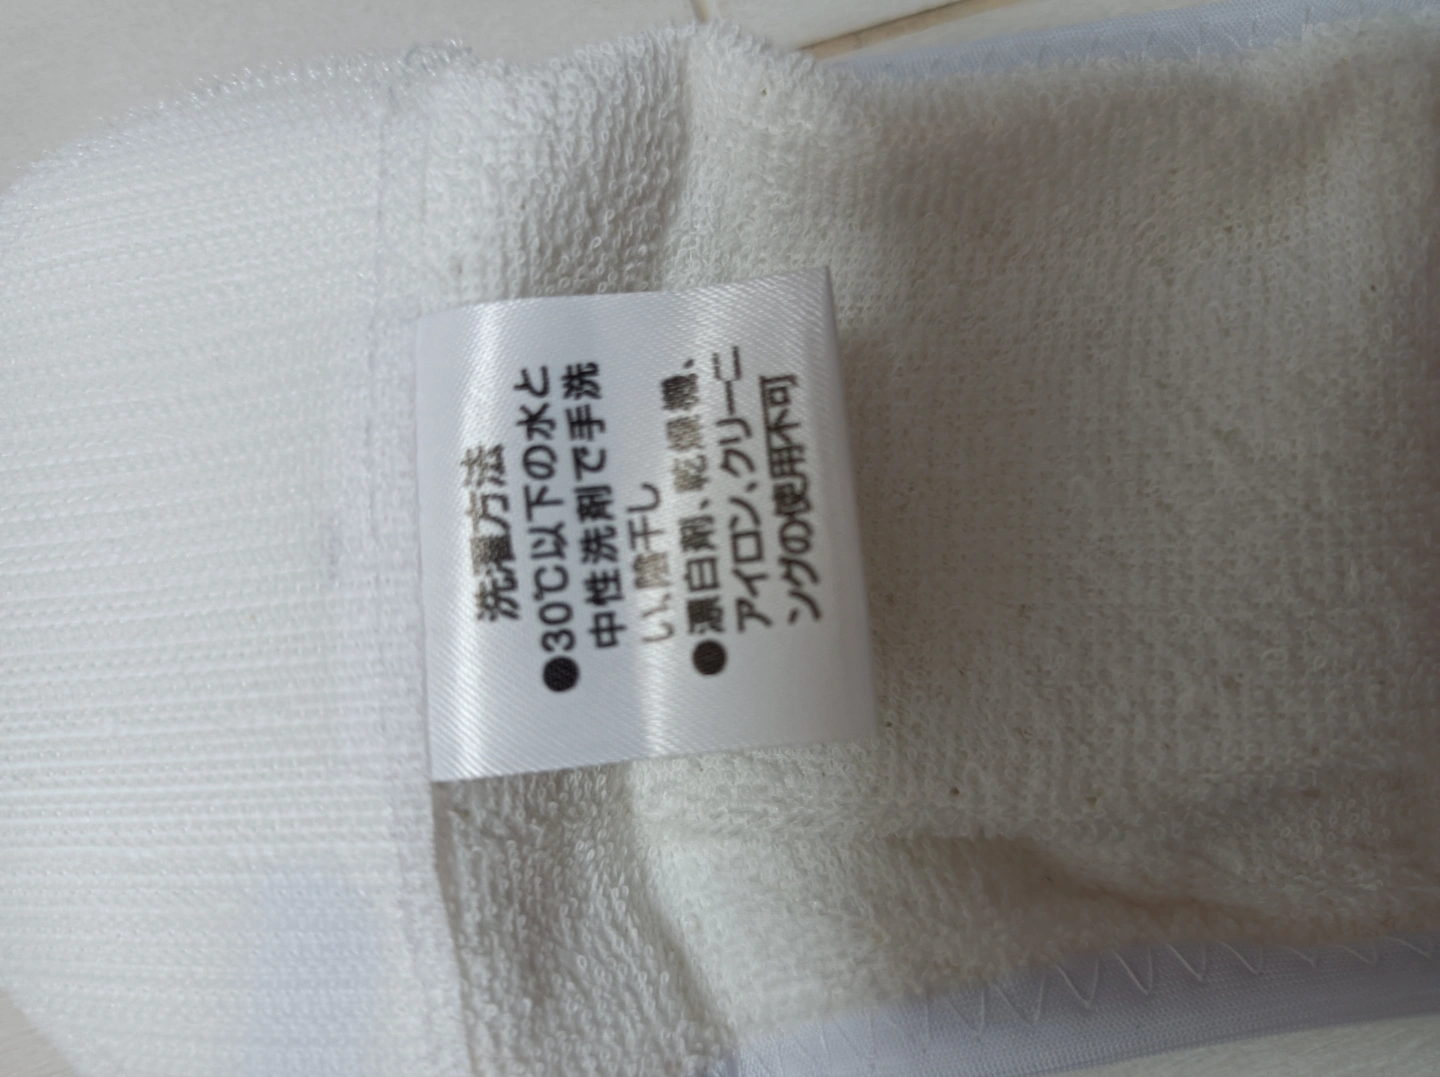 洗濯方法
●30℃以下の水と
中性洗剤で手洗
い、陰干し
●漂白剤、乾燥機、
アイロン、クリーニ
ングの使用不可